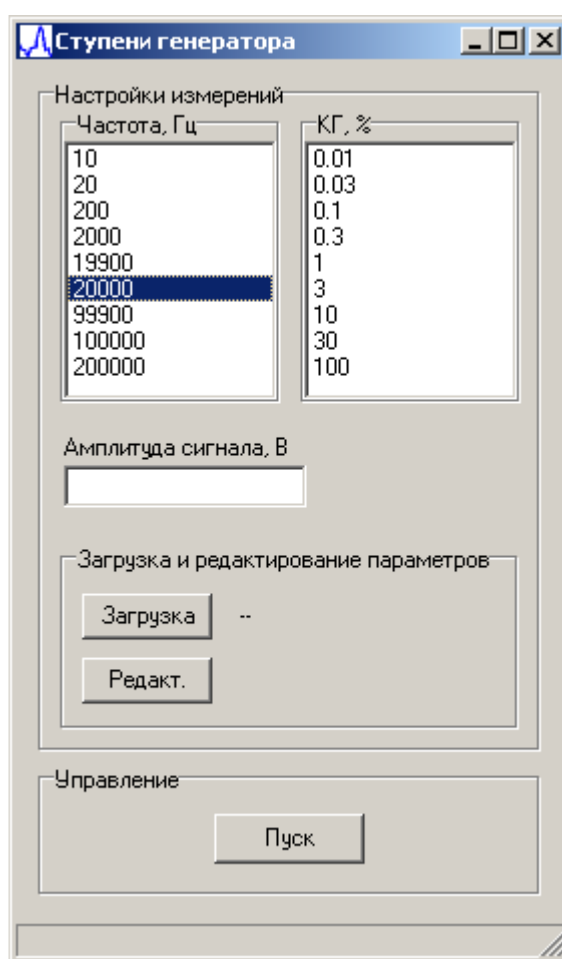 Ступени генератора
Настройки измерений
Частота, Гц
10
20
200
2000
19900
20000
99900
100000
200000
КГ, %
0.01
0.03
0.1
0.3
1
3
10
30
100
Амплитуда сигнала, В
Загрузка и редактирование параметров
Загрузка --
Редакт.
Управление
Пуск